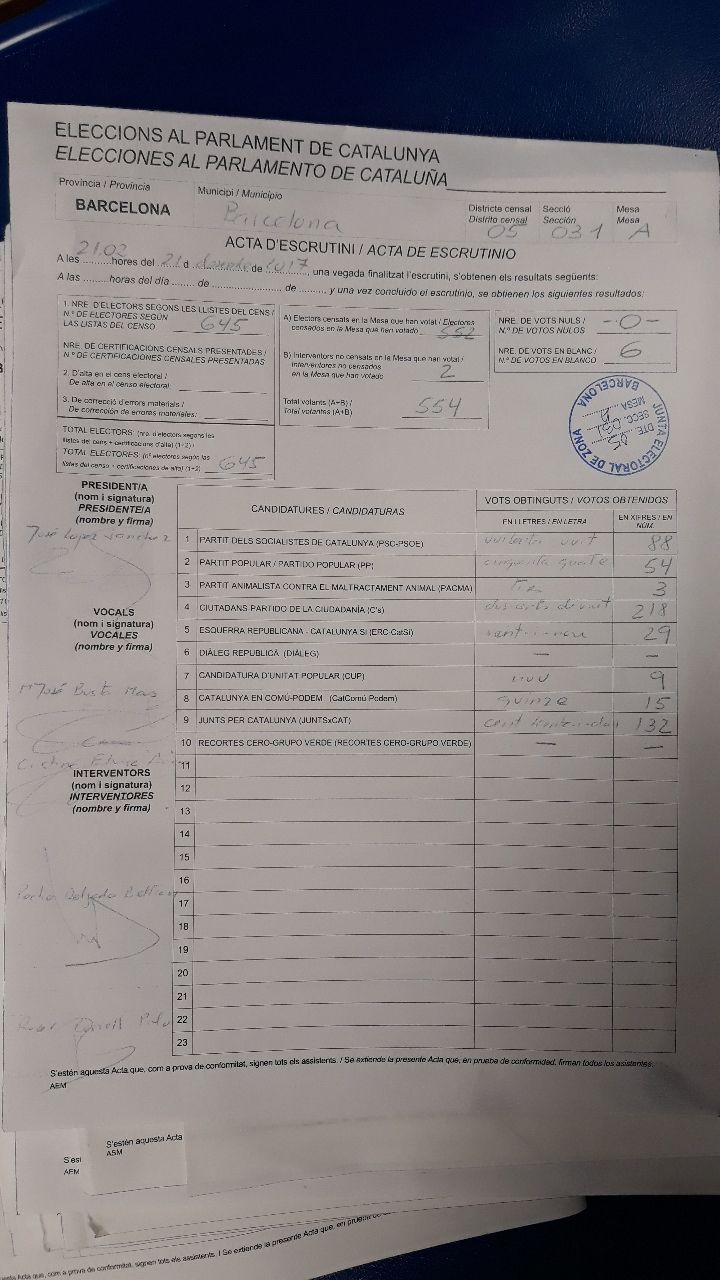 ELECCIONS AL PARLAMENT DE CATALUNYA
ELECCIONES AL PARLAMENTO DE CATALUÑA
Província / Provincia
BARCELONA
Municipi / Municipio
Barcelona
Districte censal
Distrito censal
05
Secció
Sección
031
Mesa
Mesa
A
ACTA D'ESCRUTINI / ACTA DE ESCRUTINIO
A les 21.02 hores del 21 d desembre de 2017, una vegada finalitzat l'escrutini, s'obtenen els resultats següents:
A las ........horas del día ....... de ................. de ........ y una vez concluido el escrutinio, se obtienen los siguientes resultados:
1. NRE. D'ELECTORS SEGONS LES LLISTES DEL CENS /
N.º DE ELECTORES SEGÚN
LAS LISTAS DEL CENSO 645
NRE. DE CERTIFICACIONS CENSALS PRESENTADES /
N.º DE CERTIFICACIONES CENSALES PRESENTADAS
2. D'alta en el cens electoral /
De alta en el censo electoral
3. De correcció d'errors materials /
De corrección de errores materiales:
TOTAL ELECTORS: (nre. d'electors segons les
llistes del cens + certificacions d'alta) (1+2) /
TOTAL ELECTORES: (nº electores según las
listas del censo + certificaciones de alta) (1+2) 645
A) Electors censats en la Mesa que han votat / Electores
censados en la Mesa que han votado 552
B) Interventors no censats en la Mesa que han votat /
Interventores no censados
en la Mesa que han votado 2
Total votants (A+B) /
Total votantes (A+B) 554
NRE. DE VOTS NULS /
N.º DE VOTOS NULOS -0-
NRE. DE VOTS EN BLANC /
N.º DE VOTOS EN BLANCO 6
JUNTA ELECTORAL DE ZONA
BARCELONA
DTE. 05
SECC. 031
MESA
PRESIDENT/A
(nom i signatura)
PRESIDENTE/A
(nombre y firma)
José López Sánchez
VOCALS
(nom i signatura)
VOCALES
(nombre y firma)
Mª José
INTERVENTORS
(nom i signatura)
INTERVENTORES
(nombre y firma)
CANDIDATURES / CANDIDATURAS
VOTS OBTINGUTS / VOTOS OBTENIDOS
EN LLETRES / EN LETRA
EN XIFRES / EN NÚM.
1 PARTIT DELS SOCIALISTES DE CATALUNYA (PSC-PSOE) vuitanta vuit 88
2 PARTIT POPULAR / PARTIDO POPULAR (PP) cinquanta quatre 54
3 PARTIT ANIMALISTA CONTRA EL MALTRACTAMENT ANIMAL (PACMA) 3
4 CIUTADANS PARTIDO DE LA CIUDADANÍA (C's) 218
5 ESQUERRA REPUBLICANA - CATALUNYA SÍ (ERC-CatSí) 29
6 DIÀLEG REPUBLICÀ (DIÀLEG) — –
7 CANDIDATURA D'UNITAT POPULAR (CUP) nou 9
8 CATALUNYA EN COMÚ-PODEM (CatComú Podem) quinze 15
9 JUNTS PER CATALUNYA (JUNTSxCAT) cent 132
10 RECORTES CERO-GRUPO VERDE (RECORTES CERO-GRUPO VERDE) — —
11
12
13
14
15
16
17
18
19
20
21
22
23
S'estén aquesta Acta que, com a prova de conformitat, signen tots els assistents. / Se extiende la presente Acta que, en prueba de conformidad, firman todos los asistentes.
AEM
S'estén aquesta Acta
ASM
S'est
AEM
esta Acta que, com a prova de conformitat, signen tots els assistents. / Se extiende la presente Acta que, en prueba de